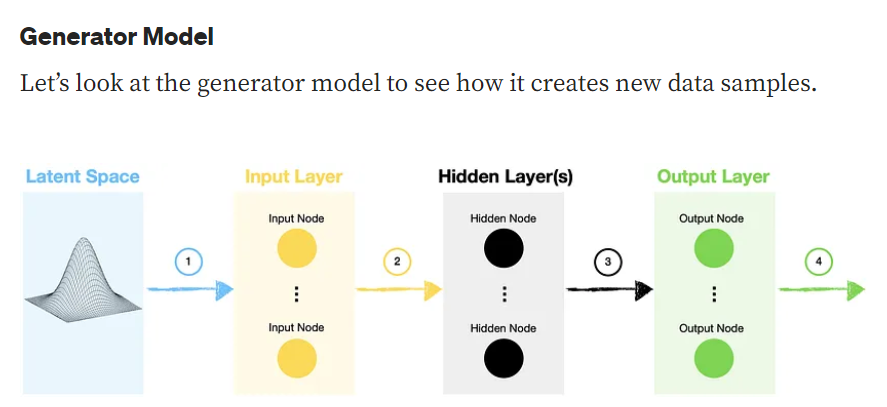 Generator Model
Let’s look at the generator model to see how it creates new data samples.
Latent Space
Input Layer
Hidden Layer(s)
Output Layer
Input Node
Hidden Node
Output Node
1
2
3
4
Input Node
Hidden Node
Output Node